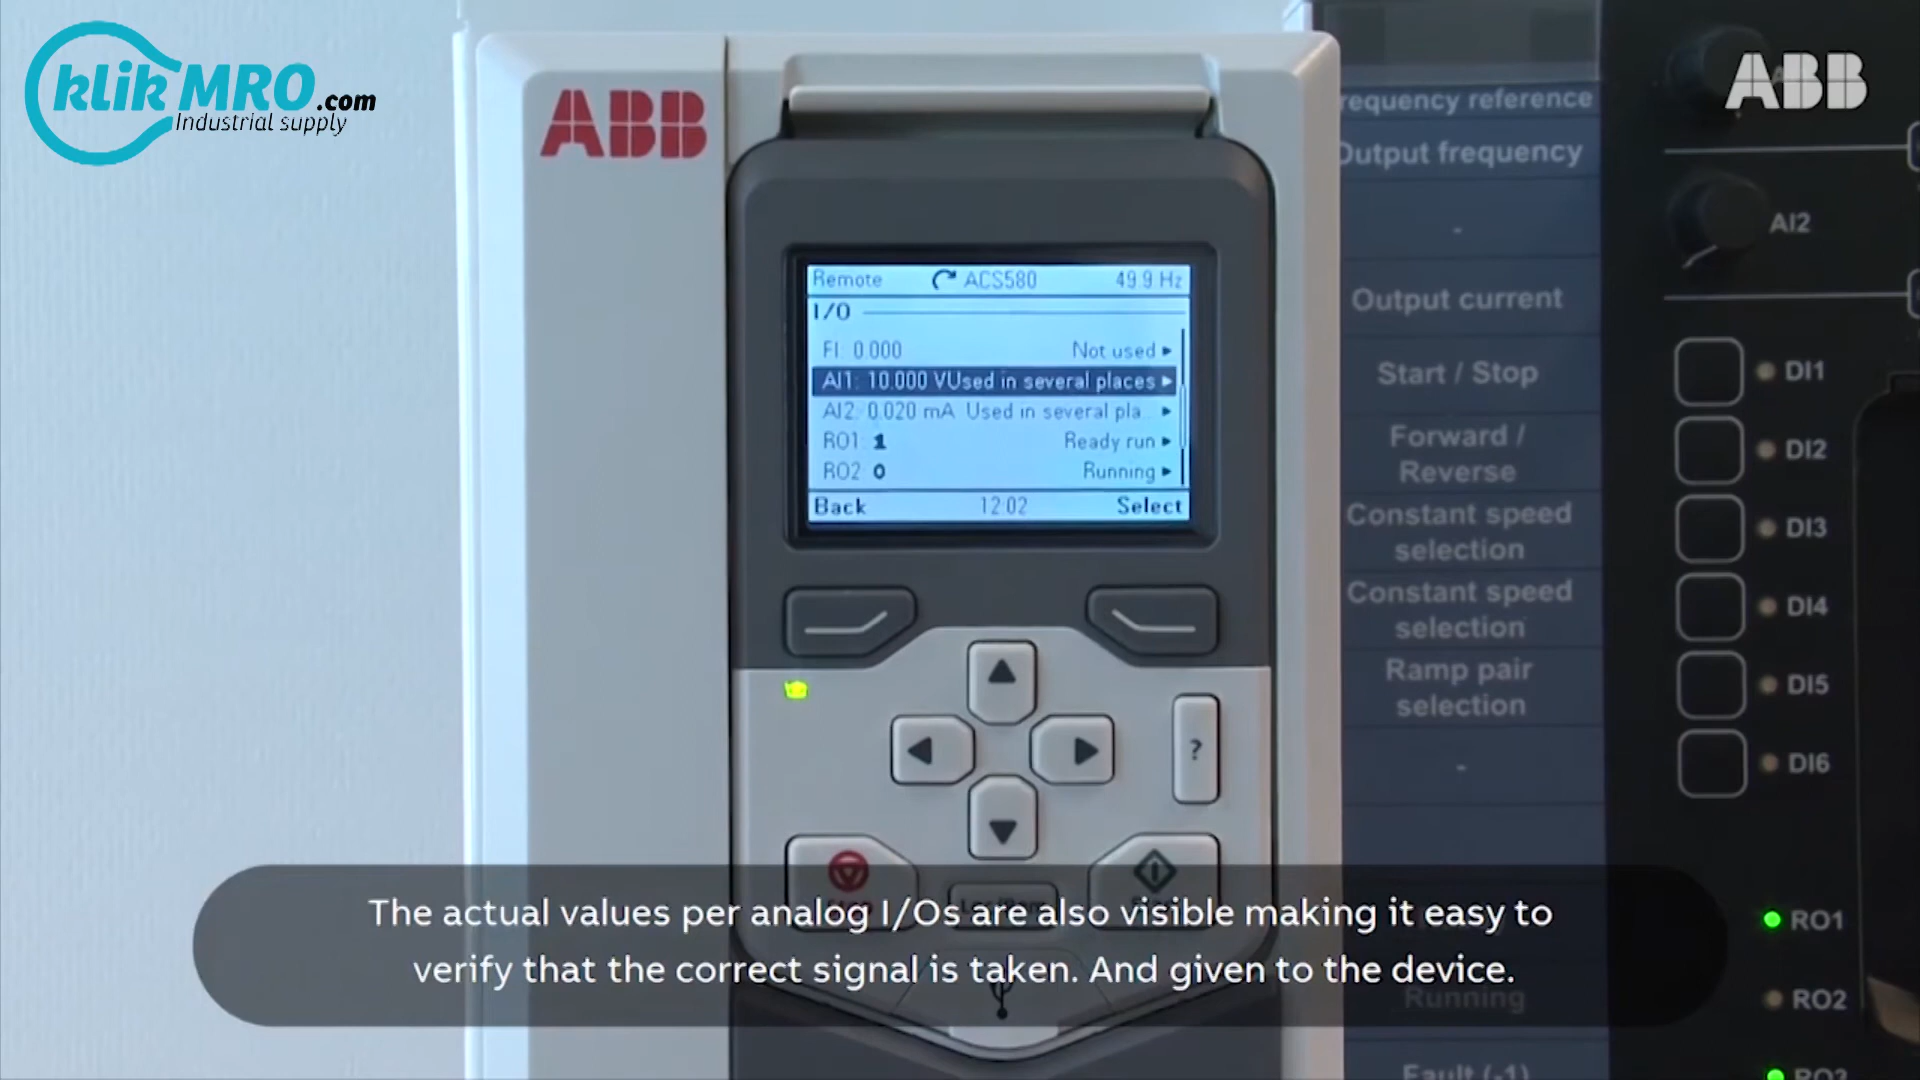 klikMRO.com
Industrial supply
ABB
ABB
Remote ACS580 49.9 Hz
I/O
FI: 0.000 Not used
AI1: 10.000 VUsed in several places
AI2: 0.020 mA Used in several pla...
RO1: 1 Ready run
RO2 0 Running
Back 12:02 Select
?
requency reference
Output frequency
-
Output current
Start / Stop
Forward /
Reverse
Constant speed
selection
Constant speed
selection
Ramp pair
selection
-
AI2
DI1
DI2
DI3
DI4
DI5
DI6
RO1
RO2
RO3
The actual values per analog I/Os are also visible making it easy to
verify that the correct signal is taken. And given to the device.
Running
Fault (-1)